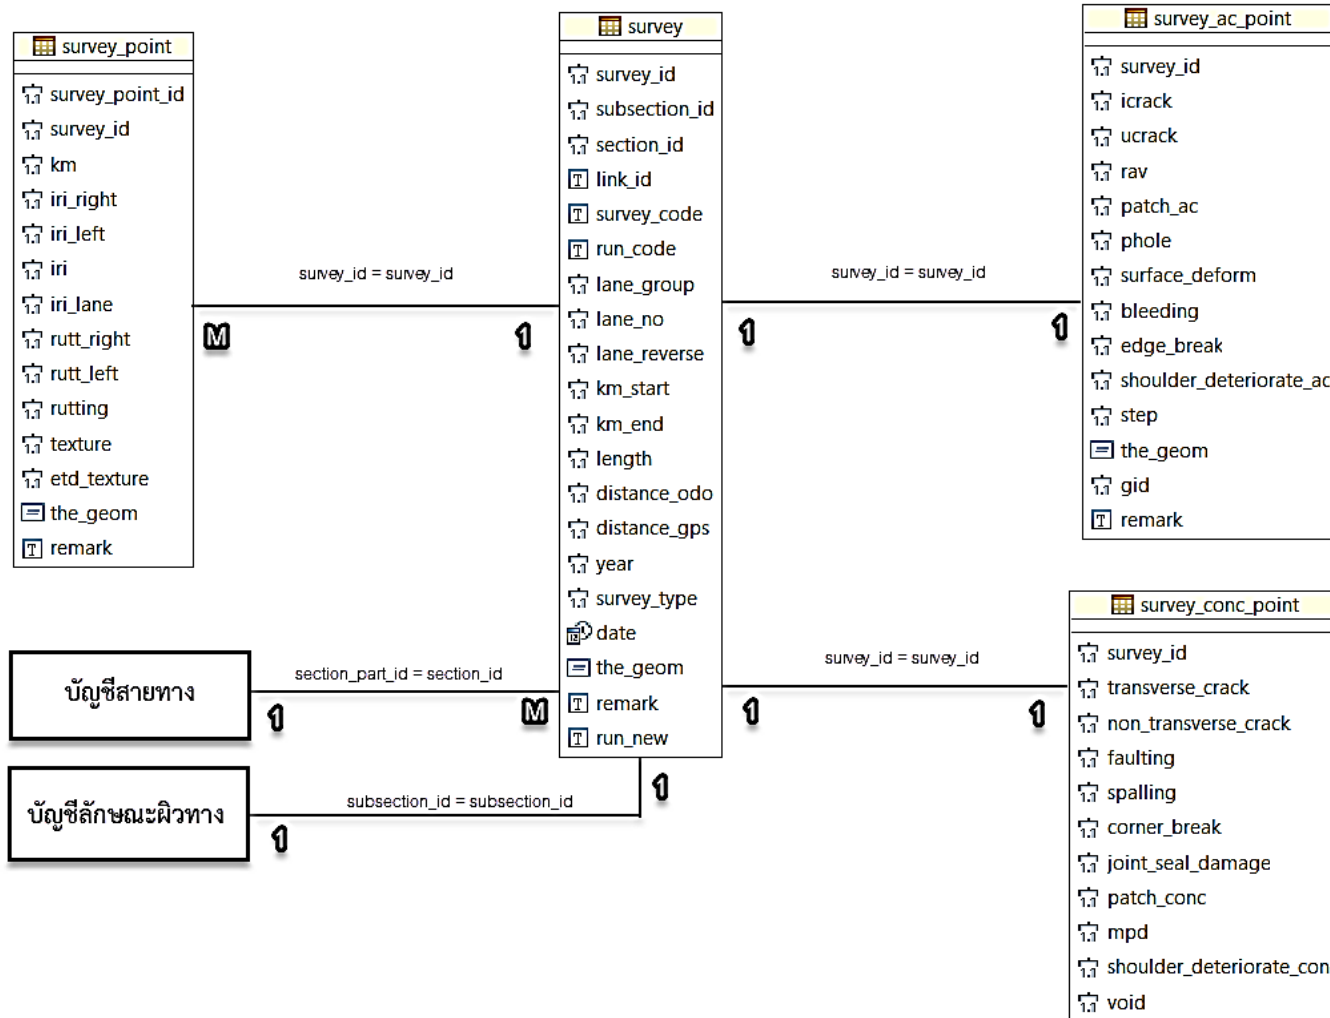 survey_point
survey_point_id
survey_id
km
iri_right
iri_left
iri
iri_lane
rutt_right
rutt_left
rutting
texture
etd_texture
the_geom
remark
survey_id = survey_id
M
1
survey
survey_id
subsection_id
section_id
link_id
survey_code
run_code
lane_group
lane_no
lane_reverse
km_start
km_end
length
distance_odo
distance_gps
year
survey_type
date
the_geom
remark
run_new
survey_id = survey_id
1
1
survey_ac_point
survey_id
icrack
ucrack
rav
patch_ac
phole
surface_deform
bleeding
edge_break
shoulder_deteriorate_ac
step
the_geom
gid
remark
บัญชีสายทาง
section_part_id = section_id
1
M
บัญชีลักษณะผิวทาง
subsection_id = subsection_id
1
1
survey_id = survey_id
1
1
survey_conc_point
survey_id
transverse_crack
non_transverse_crack
faulting
spalling
corner_break
joint_seal_damage
patch_conc
mpd
shoulder_deteriorate_con
void